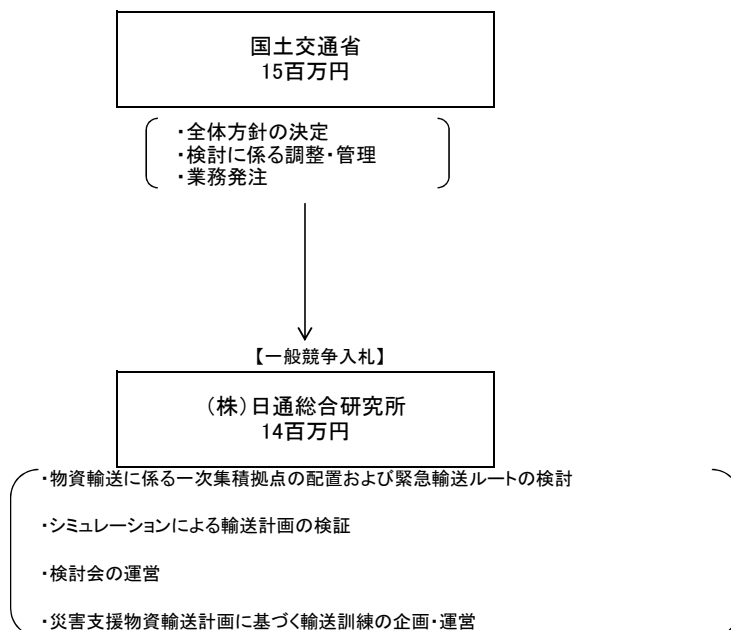 国土交通省
15百万円
・全体方針の決定
・検討に係る調整・管理
・業務発注
【一般競争入札】
（株）日通総合研究所
14百万円
・物資輸送に係る一次集積拠点の配置および緊急輸送ルートの検討
・シミュレーションによる輸送計画の検証
・検討会の運営
・災害支援物資輸送計画に基づく輸送訓練の企画・運営